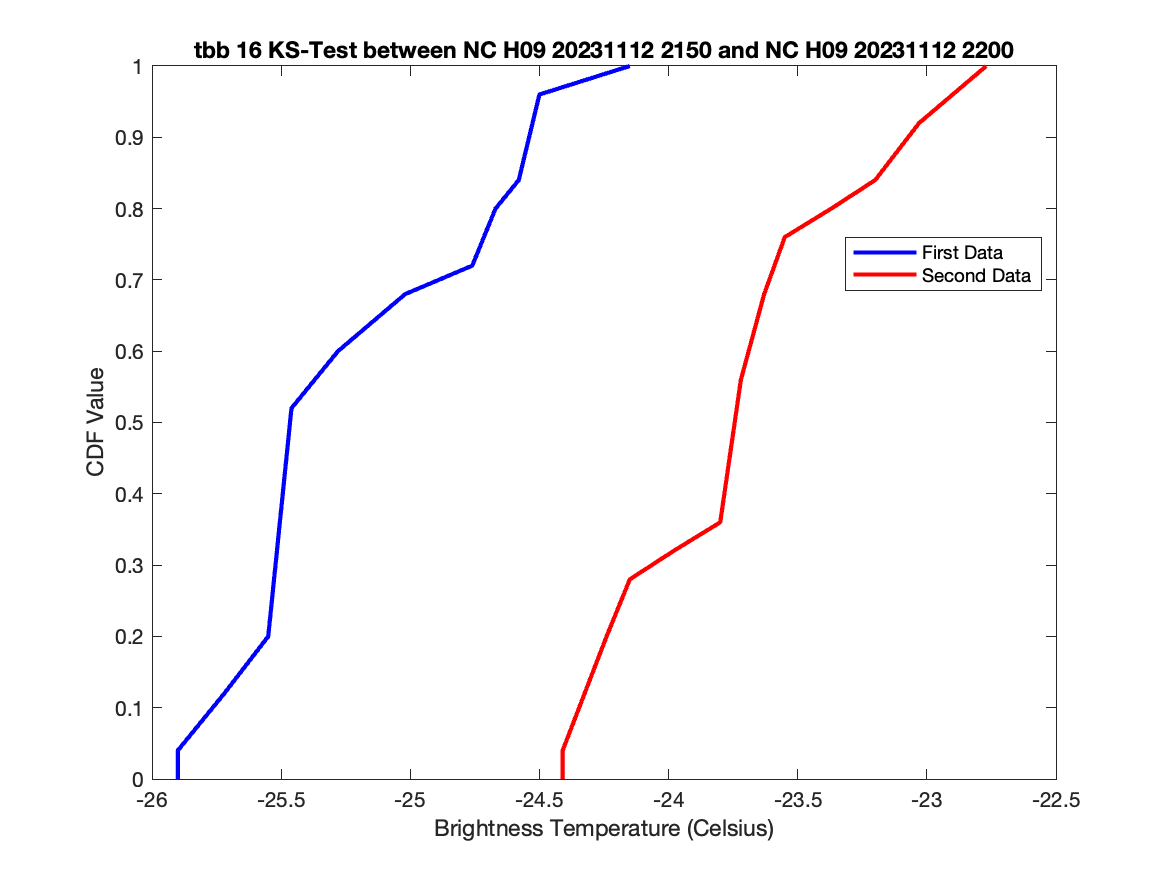 tbb 16 KS-Test between NC H09 20231112 2150 and NC H09 20231112 2200
1
0.9
0.8
0.7
0.6
0.5
0.4
0.3
0.2
0.1
0
CDF Value
First Data
Second Data
-26 -25.5 -25 -24.5 -24 -23.5 -23 -22.5
Brightness Temperature (Celsius)